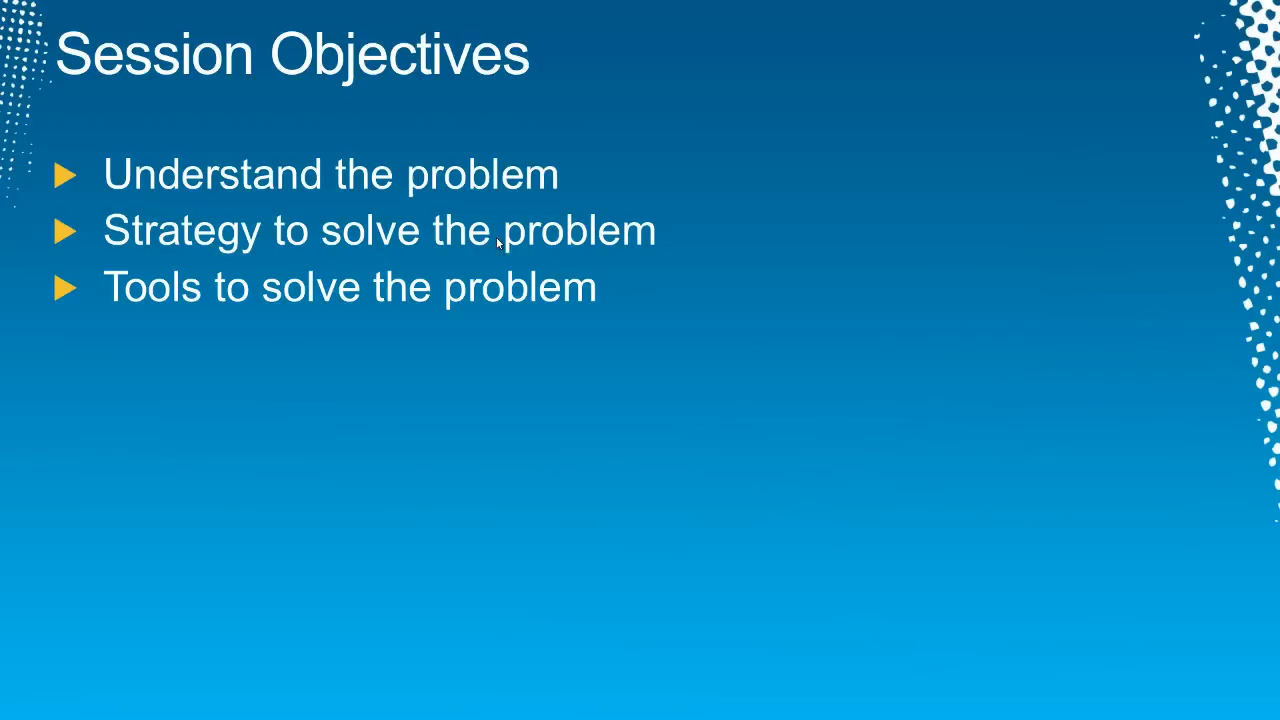 Session Objectives
Understand the problem
Strategy to solve the problem
Tools to solve the problem